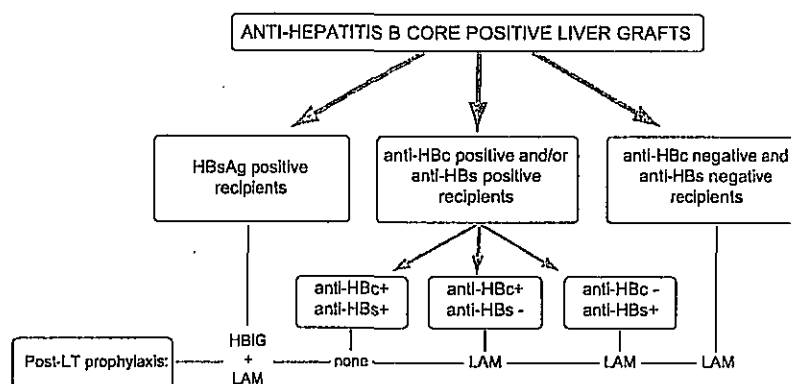 ANTI-HEPATITIS B CORE POSITIVE LIVER GRAFTS
HBsAg positive
recipients
anti-HBc positive and/or
anti-HBs positive
recipients
anti-HBc negative and
anti-HBs negative
recipients
anti-HBc+
anti-HBs+
anti-HBc+
anti-HBs -
anti-HBc -
anti-HBs+
Post-LT prophylaxis:
HBIG
+
LAM
none
LAM
LAM
LAM